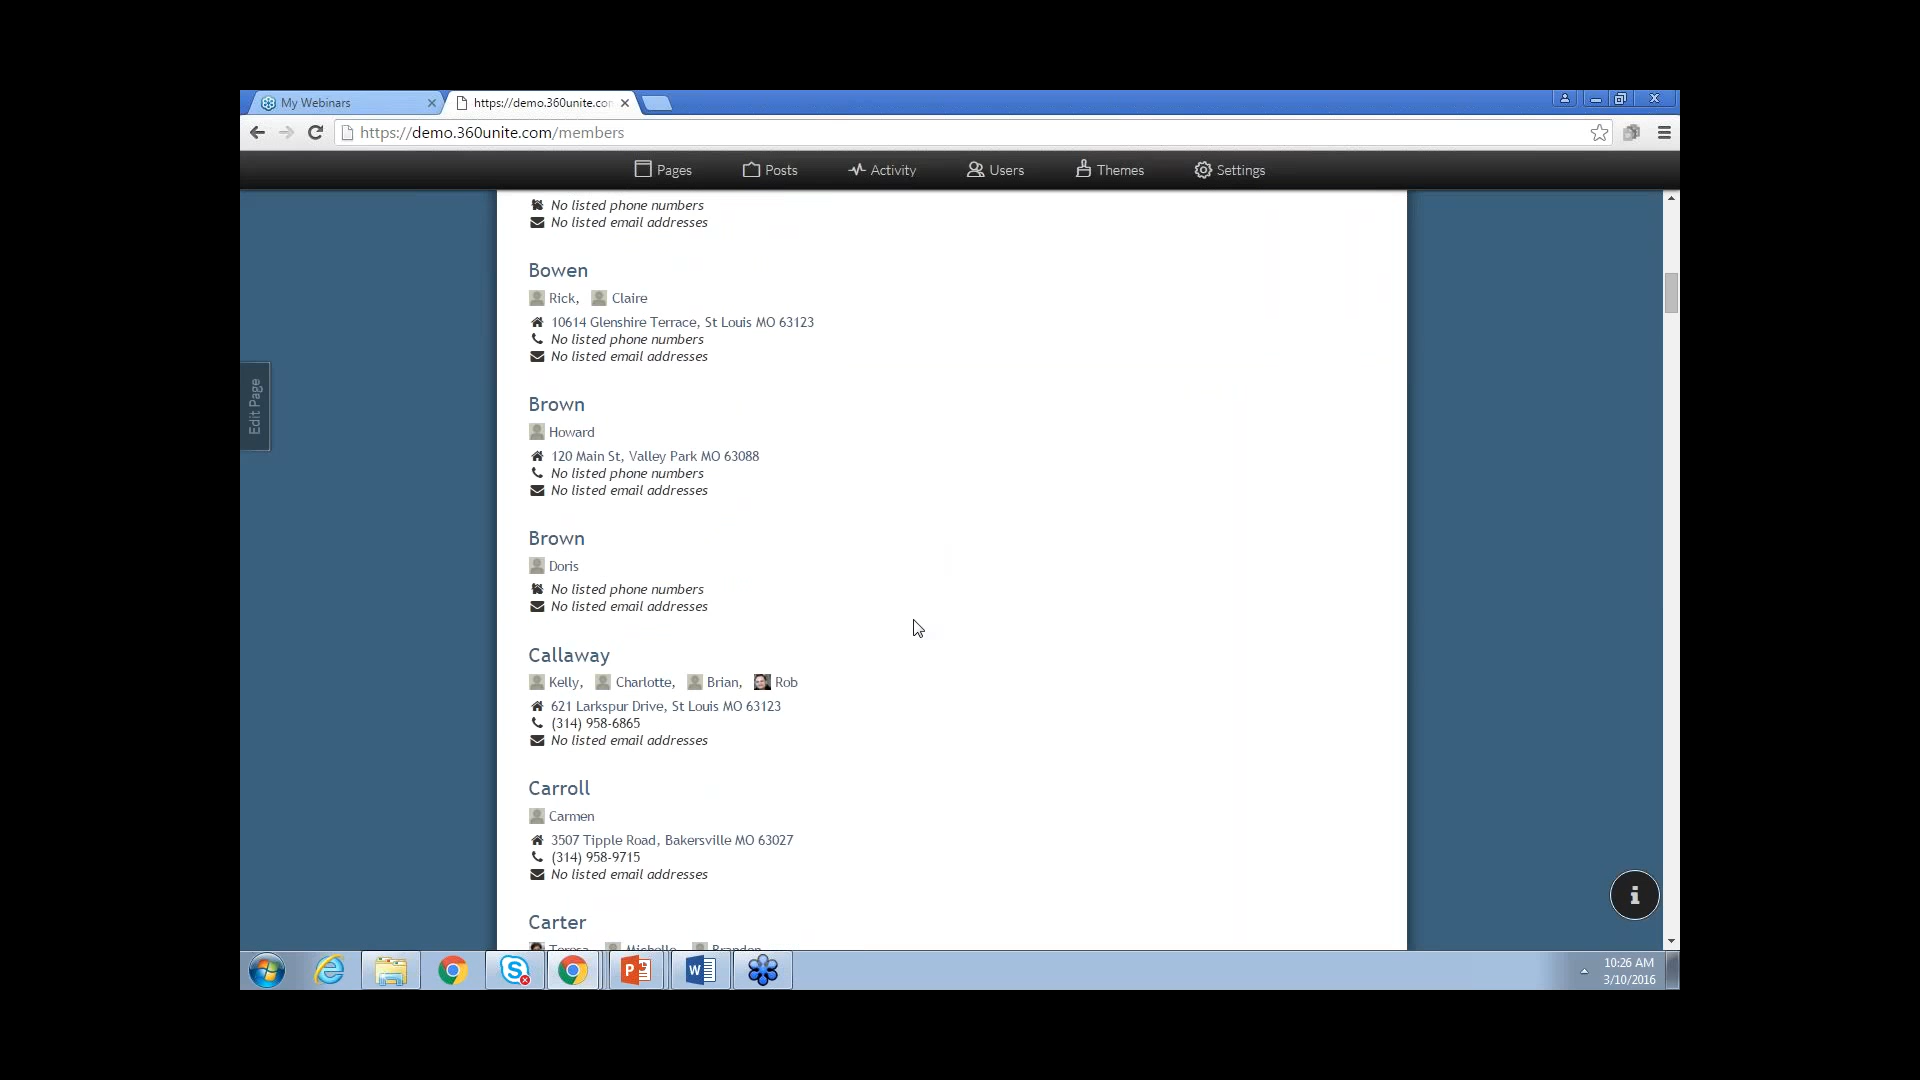 My Webinars
https://demo.360unite.com
https://demo.360unite.com/members
Pages
Posts
Activity
Users
Themes
Settings
No listed phone numbers
No listed email addresses
Bowen
Rick, Claire
10614 Glenshire Terrace, St Louis MO 63123
No listed phone numbers
No listed email addresses
Edit Page
Brown
Howard
120 Main St, Valley Park MO 63088
No listed phone numbers
No listed email addresses
Brown
Doris
No listed phone numbers
No listed email addresses
Callaway
Kelly, Charlotte, Brian, Rob
621 Larkspur Drive, St Louis MO 63123
(314) 958-6865
No listed email addresses
Carroll
Carmen
3507 Tipple Road, Bakersville MO 63027
(314) 958-9715
No listed email addresses
Carter
Teresa Michelle Brandon
10:26 AM
3/10/2016